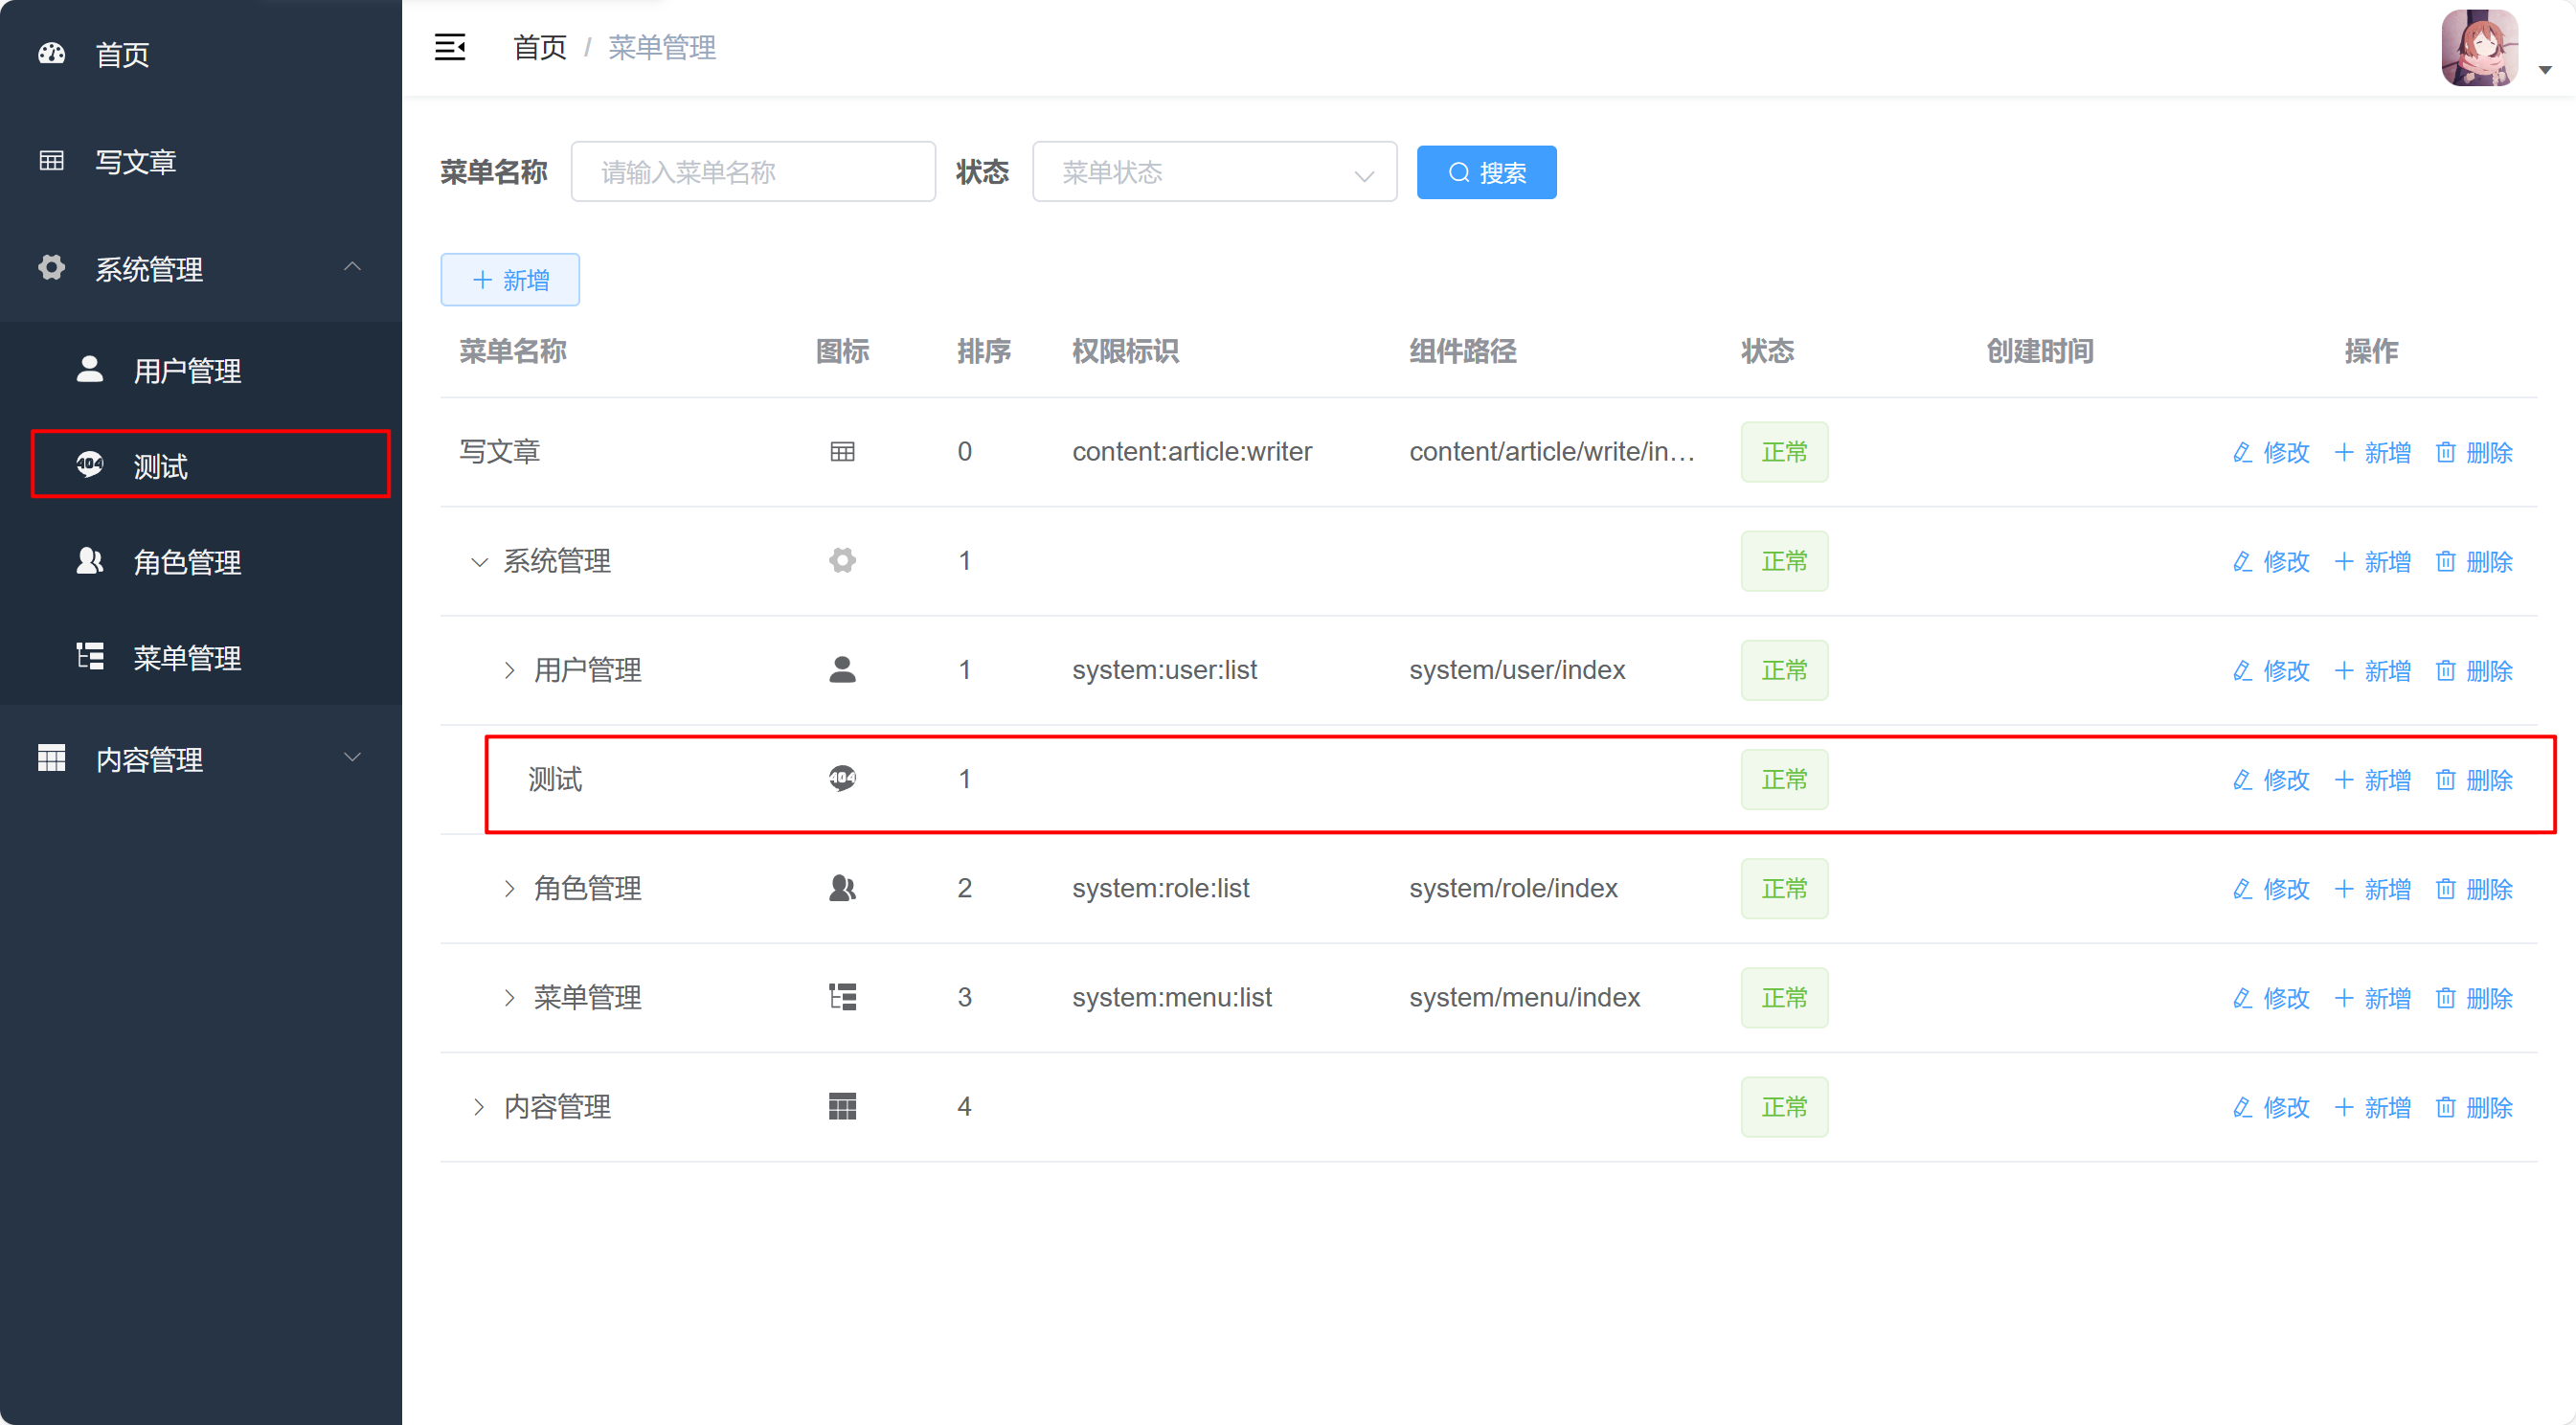 首页
写文章
系统管理
用户管理
404 测试
角色管理
菜单管理
内容管理
首页 / 菜单管理
菜单名称 请输入菜单名称 状态 菜单状态 搜索
新增
菜单名称 图标 排序 权限标识 组件路径 状态 创建时间 操作
写文章 0 content:article:writer content/article/write/in... 正常 修改 新增 删除
系统管理 1 正常 修改 新增 删除
用户管理 1 system:user:list system/user/index 正常 修改 新增 删除
测试 404 1 正常 修改 新增 删除
角色管理 2 system:role:list system/role/index 正常 修改 新增 删除
菜单管理 3 system:menu:list system/menu/index 正常 修改 新增 删除
内容管理 4 正常 修改 新增 删除